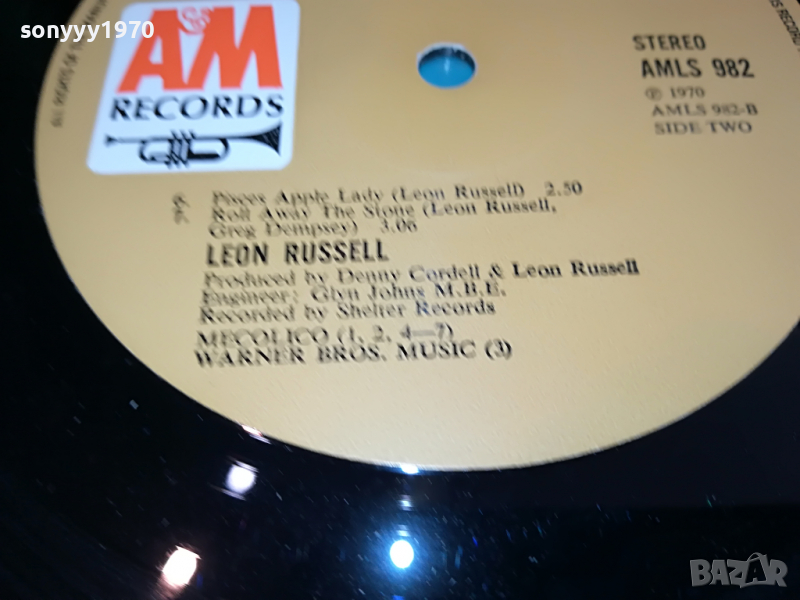 sonyyy1970
A&M
RECORDS
STEREO
AMLS 982
℗ 1970
AMLS 982-B
SIDE TWO
6. Pisces Apple Lady (Leon Russell) 2.50
7. Roll Away The Stone (Leon Russell,
Greg Dempsey) 3.06
LEON RUSSELL
Produced by Denny Cordell & Leon Russell
Engineer: Glyn Johns M.B.E.
Recorded by Shelter Records
MECOLICO (1, 2, 4—7)
WARNER BROS. MUSIC (3)
BAZAR